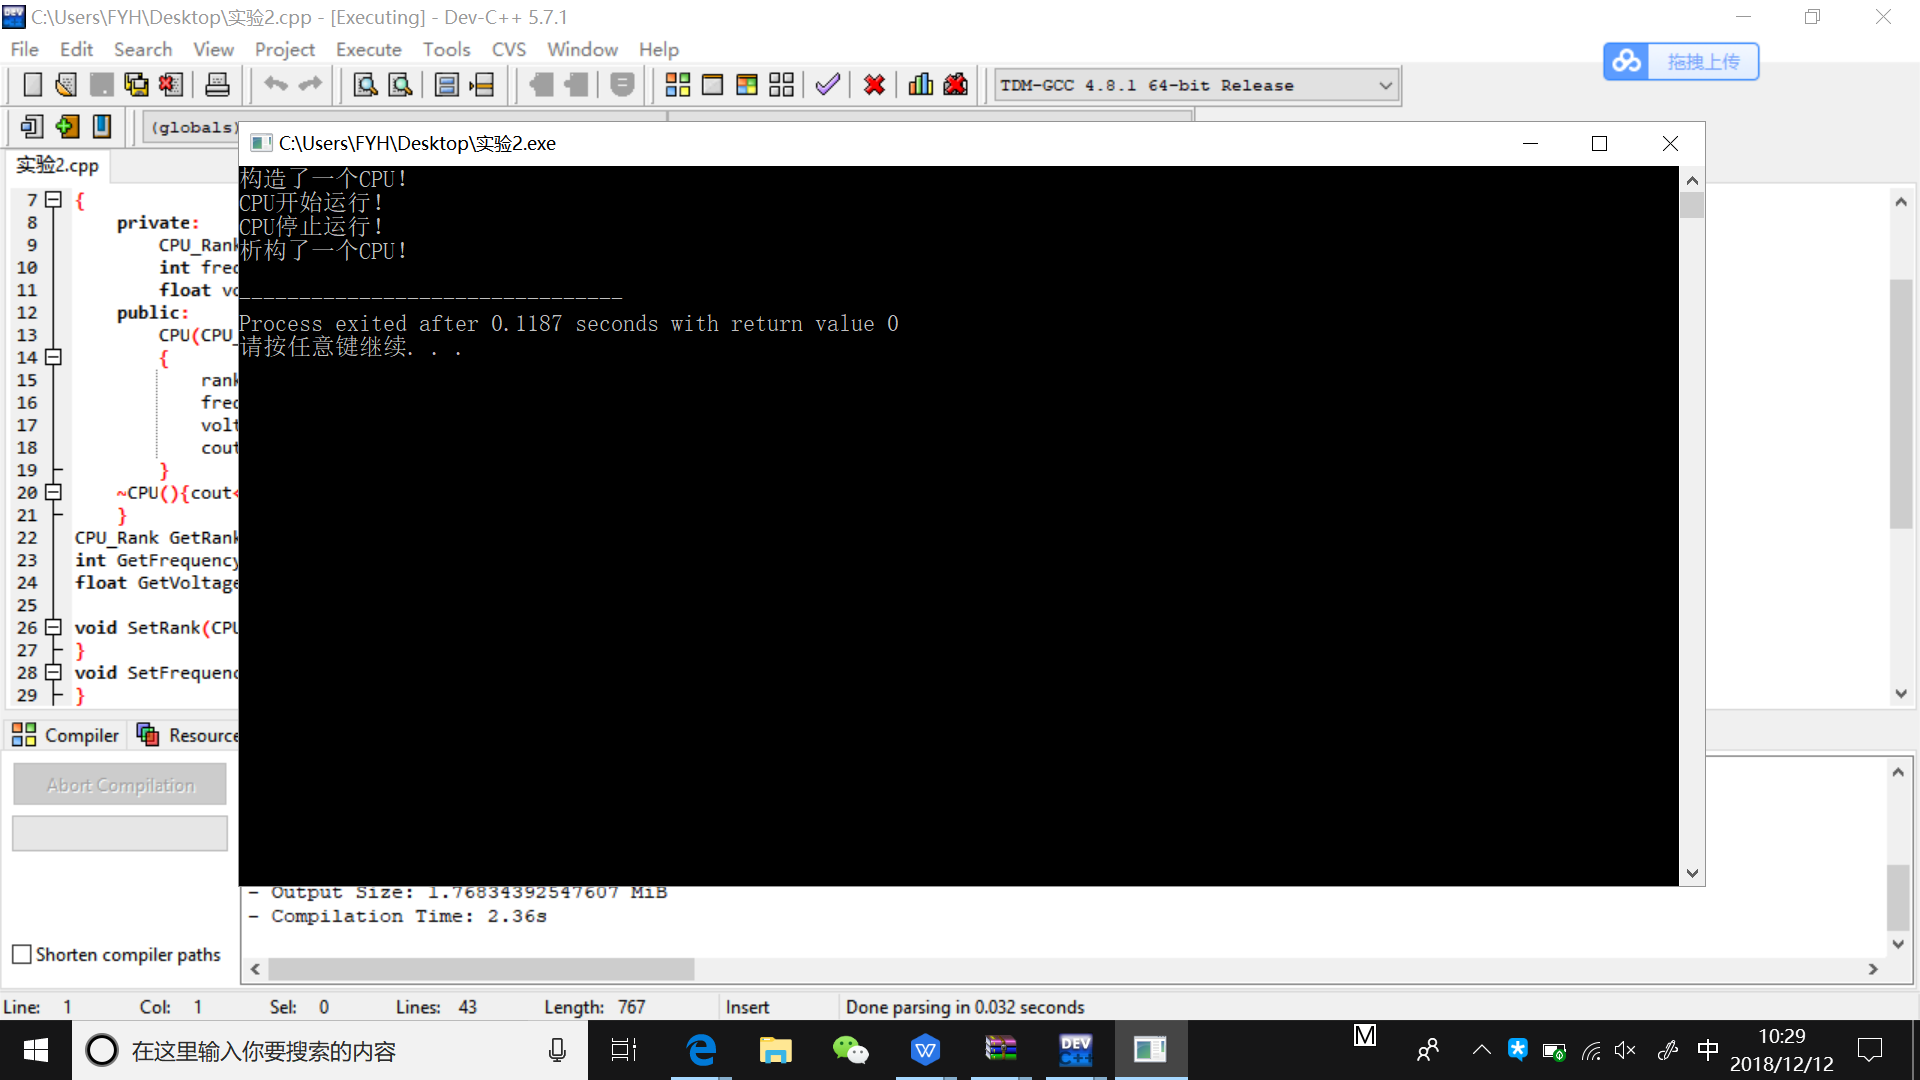 C:\Users\FYH\Desktop\实验2.cpp - [Executing] - Dev-C++ 5.7.1
File Edit Search View Project Execute Tools CVS Window Help
拖拽上传
TDM-GCC 4.8.1 64-bit Release
(globals)
C:\Users\FYH\Desktop\实验2.exe
实验2.cpp
构造了一个CPU!
CPU开始运行!
CPU停止运行!
析构了一个CPU!
--------------------------------
Process exited after 0.1187 seconds with return value 0
请按任意键继续. . .
7 {
8 private:
9 CPU_Rank
10 int freq
11 float vo
12 public:
13 CPU(CPU_
14 {
15 rank
16 freq
17 volt
18 cout
19 }
20 ~CPU(){cout<
21 }
22 CPU_Rank GetRank
23 int GetFrequency
24 float GetVoltage
25
26 void SetRank(CPU
27 }
28 void SetFrequenc
29 }
Compiler Resource
Abort Compilation
- Output Size: 1.76834392547607 MiB
- Compilation Time: 2.36s
Shorten compiler paths
Line: 1 Col: 1 Sel: 0 Lines: 43 Length: 767 Insert Done parsing in 0.032 seconds
在这里输入你要搜索的内容
DEV C++
M
中
10:29
2018/12/12